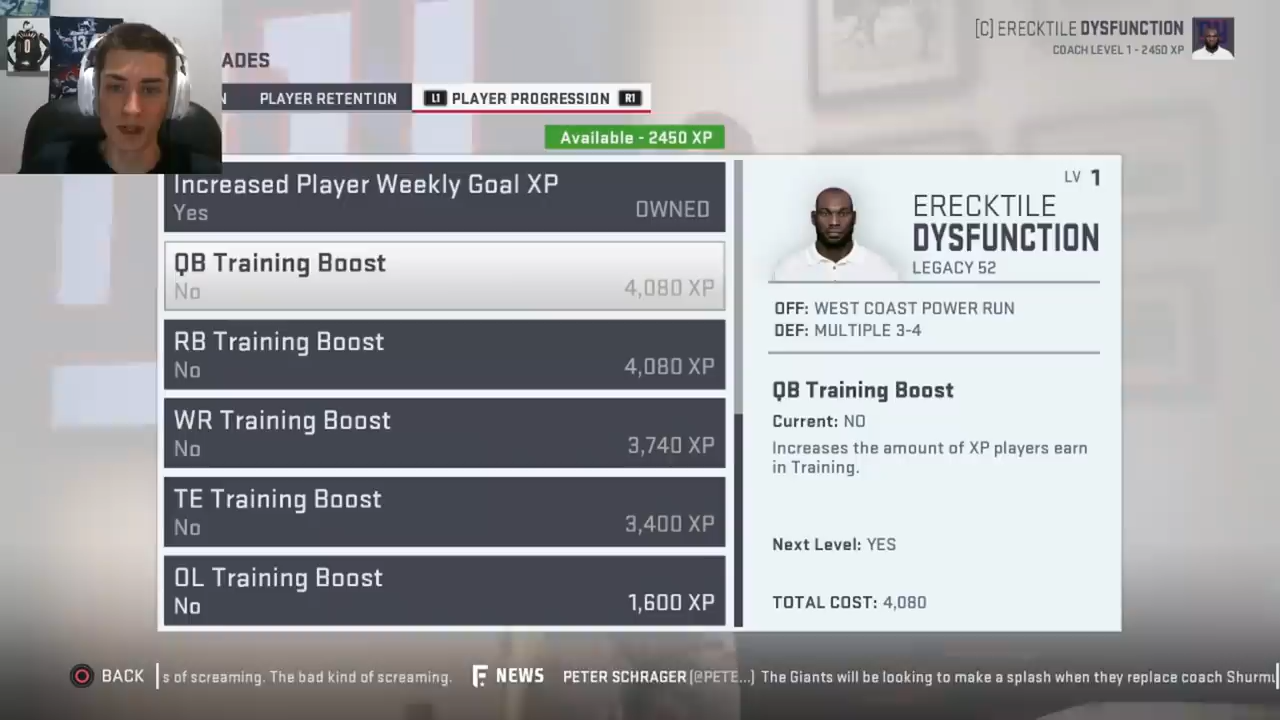 [C] ERECKTILE DYSFUNCTION
COACH LEVEL 1 - 2450 XP
0
13
ADES
N
PLAYER RETENTION
L1 PLAYER PROGRESSION R1
Available - 2450 XP
Increased Player Weekly Goal XP
Yes
OWNED
QB Training Boost
No
4,080 XP
RB Training Boost
No
4,080 XP
WR Training Boost
No
3,740 XP
TE Training Boost
No
3,400 XP
OL Training Boost
No
1,600 XP
LV 1
ERECKTILE
DYSFUNCTION
LEGACY 52
OFF: WEST COAST POWER RUN
DEF: MULTIPLE 3-4
QB Training Boost
Current: NO
Increases the amount of XP players earn
in Training.
Next Level: YES
TOTAL COST: 4,080
BACK
s of screaming. The bad kind of screaming. NEWS PETER SCHRAGER (@PETE...) The Giants will be looking to make a splash when they replace coach Shurmu